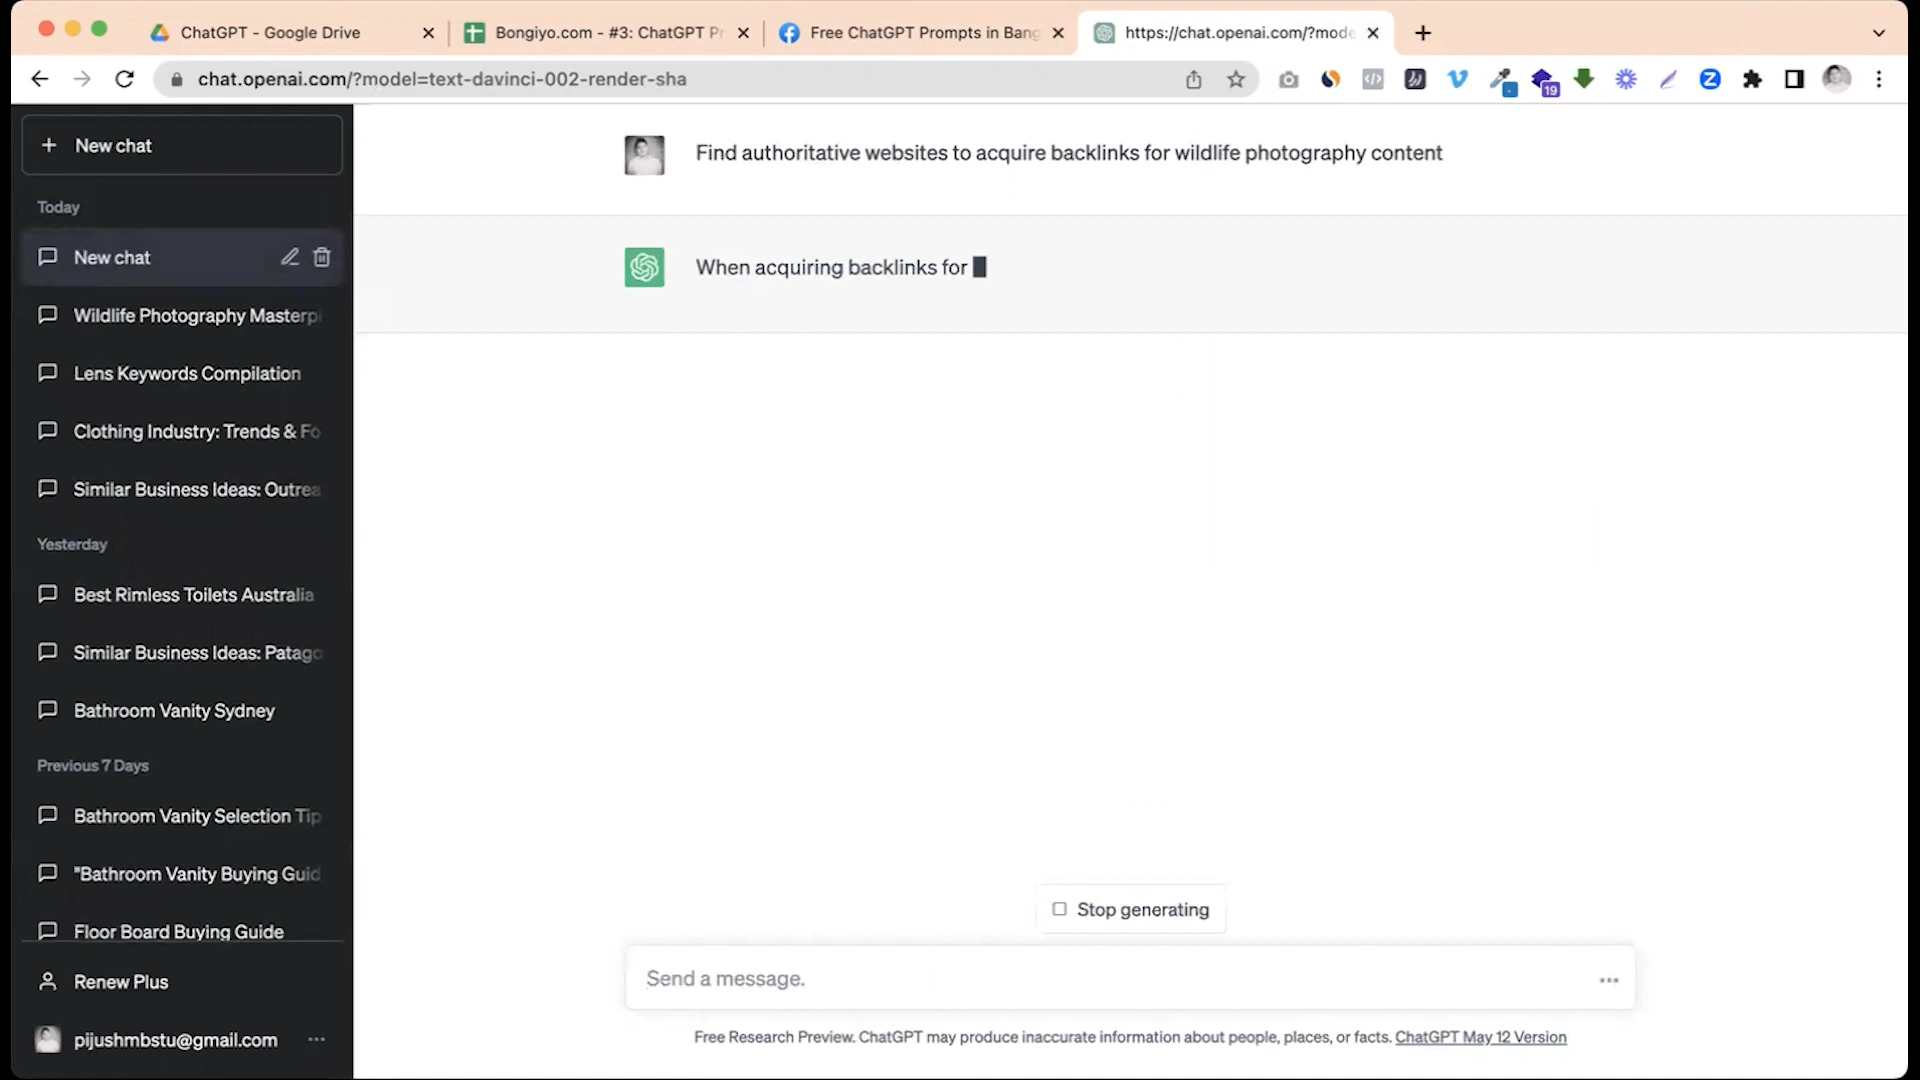 ChatGPT - Google Drive
Bongiyo.com - #3: ChatGPT Pr
Free ChatGPT Prompts in Bang
https://chat.openai.com/?mode
chat.openai.com/?model=text-davinci-002-render-sha
19
New chat
Find authoritative websites to acquire backlinks for wildlife photography content
Today
New chat
When acquiring backlinks for
Wildlife Photography Masterpi
Lens Keywords Compilation
Clothing Industry: Trends & Fo
Similar Business Ideas: Outrea
Yesterday
Best Rimless Toilets Australia
Similar Business Ideas: Patago
Bathroom Vanity Sydney
Previous 7 Days
Bathroom Vanity Selection Tip
"Bathroom Vanity Buying Guid
Floor Board Buying Guide
Stop generating
Renew Plus
Send a message.
pijushmbstu@gmail.com
Free Research Preview. ChatGPT may produce inaccurate information about people, places, or facts. ChatGPT May 12 Version